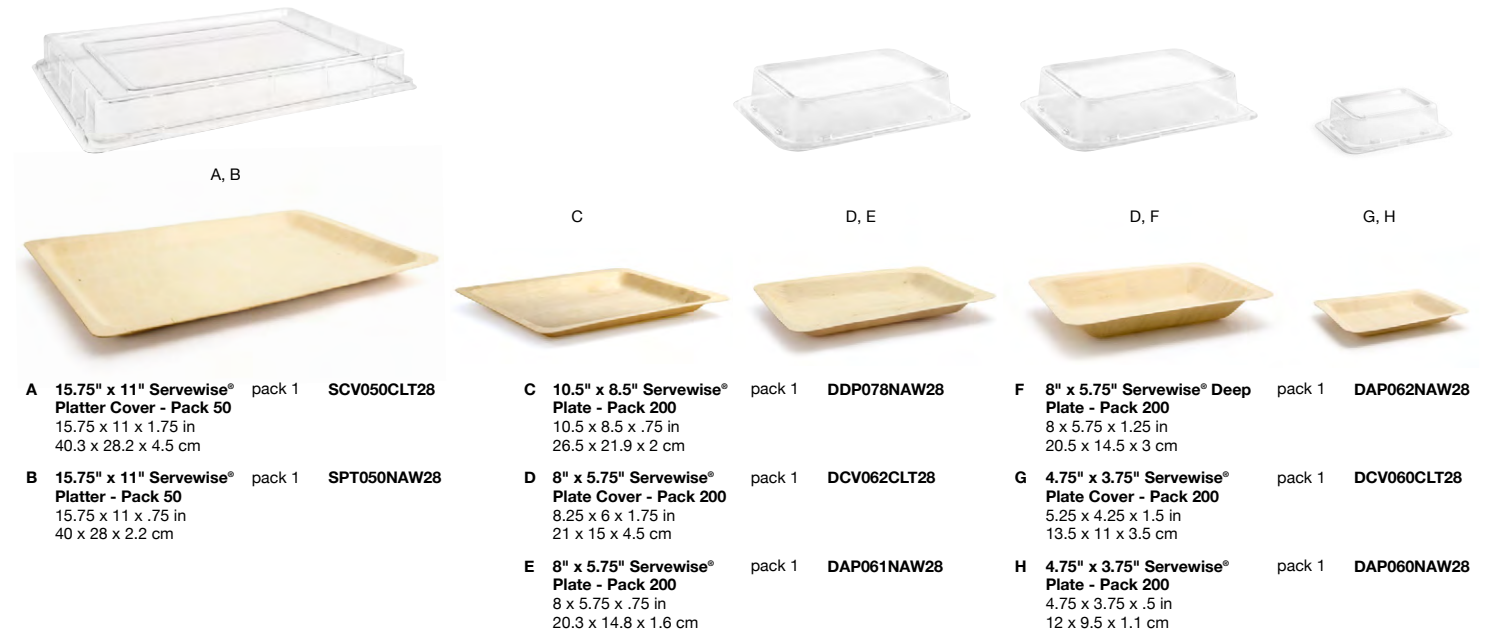 A, B
C
D, E
D, F
G, H
A 15.75" x 11" Servewise® pack 1 SCV050CLT28
Platter Cover - Pack 50
15.75 x 11 x 1.75 in
40.3 x 28.2 x 4.5 cm
B 15.75" x 11" Servewise® pack 1 SPT050NAW28
Platter - Pack 50
15.75 x 11 x .75 in
40 x 28 x 2.2 cm
C 10.5" x 8.5" Servewise® pack 1 DDP078NAW28
Plate - Pack 200
10.5 x 8.5 x .75 in
26.5 x 21.9 x 2 cm
D 8" x 5.75" Servewise® pack 1 DCV062CLT28
Plate Cover - Pack 200
8.25 x 6 x 1.75 in
21 x 15 x 4.5 cm
E 8" x 5.75" Servewise® pack 1 DAP061NAW28
Plate - Pack 200
8 x 5.75 x .75 in
20.3 x 14.8 x 1.6 cm
F 8" x 5.75" Servewise® Deep pack 1 DAP062NAW28
Plate - Pack 200
8 x 5.75 x 1.25 in
20.5 x 14.5 x 3 cm
G 4.75" x 3.75" Servewise® pack 1 DCV060CLT28
Plate Cover - Pack 200
5.25 x 4.25 x 1.5 in
13.5 x 11 x 3.5 cm
H 4.75" x 3.75" Servewise® pack 1 DAP060NAW28
Plate - Pack 200
4.75 x 3.75 x .5 in
12 x 9.5 x 1.1 cm